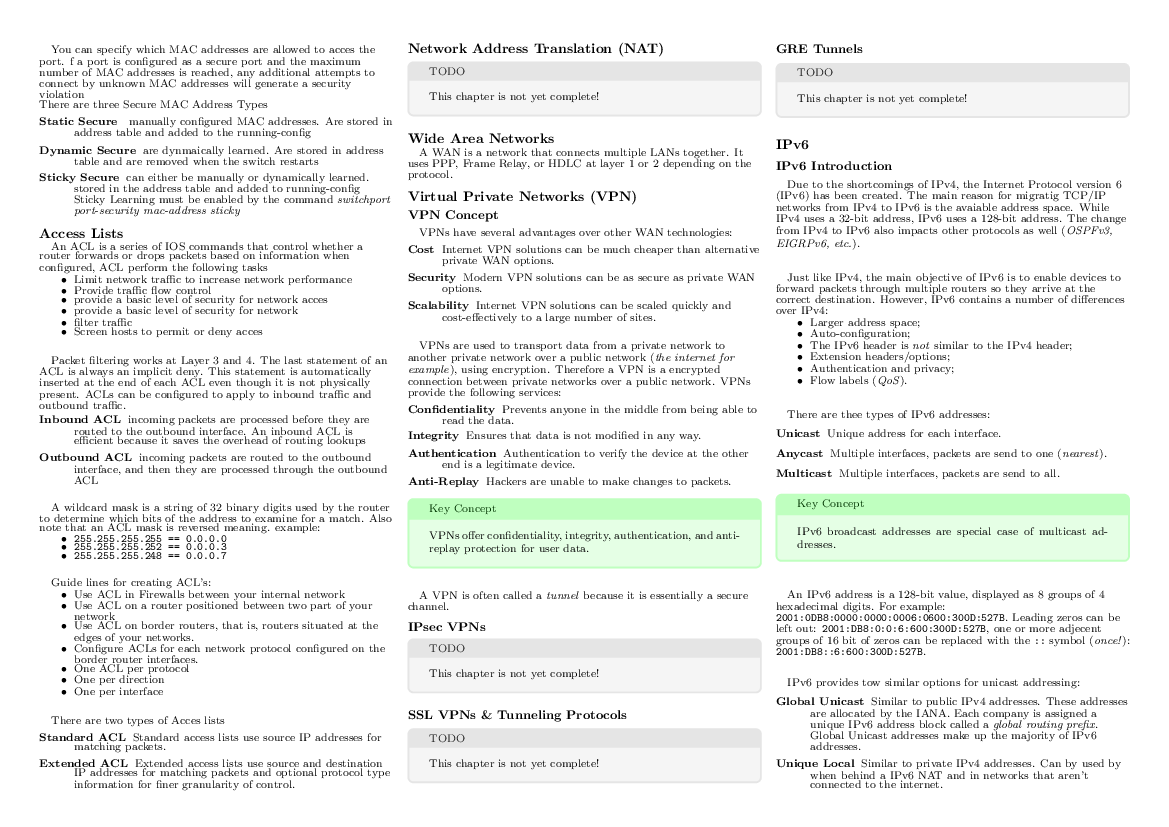 You can specify which MAC addresses are allowed to acces the
port. f a port is configured as a secure port and the maximum
number of MAC addresses is reached, any additional attempts to
connect by unknown MAC addresses will generate a security
violation
There are three Secure MAC Address Types
Static Secure manually configured MAC addresses. Are stored in
address table and added to the running-config
Dynamic Secure are dynmaically learned. Are stored in address
table and are removed when the switch restarts
Sticky Secure can either be manually or dynamically learned.
stored in the address table and added to running-config
Sticky Learning must be enabled by the command switchport
port-security mac-address sticky
Access Lists
An ACL is a series of IOS commands that control whether a
router forwards or drops packets based on information when
configured, ACL perform the following tasks
• Limit network traffic to increase network performance
• Provide traffic flow control
• provide a basic level of security for network acces
• provide a basic level of security for network
• filter traffic
• Screen hosts to permit or deny acces
Packet filtering works at Layer 3 and 4. The last statement of an
ACL is always an implicit deny. This statement is automatically
inserted at the end of each ACL even though it is not physically
present. ACLs can be configured to apply to inbound traffic and
outbound traffic.
Inbound ACL incoming packets are processed before they are
routed to the outbound interface. An inbound ACL is
efficient because it saves the overhead of routing lookups
Outbound ACL incoming packets are routed to the outbound
interface, and then they are processed through the outbound
ACL
A wildcard mask is a string of 32 binary digits used by the router
to determine which bits of the address to examine for a match. Also
note that an ACL mask is reversed meaning. example:
• 255.255.255.255 == 0.0.0.0
• 255.255.255.252 == 0.0.0.3
• 255.255.255.248 == 0.0.0.7
Guide lines for creating ACL's:
• Use ACL in Firewalls between your internal network
• Use ACL on a router positioned between two part of your
network
• Use ACL on border routers, that is, routers situated at the
edges of your networks.
• Configure ACLs for each network protocol configured on the
border router interfaces.
• One ACL per protocol
• One per direction
• One per interface
There are two types of Acces lists
Standard ACL Standard access lists use source IP addresses for
matching packets.
Extended ACL Extended access lists use source and destination
IP addresses for matching packets and optional protocol type
information for finer granularity of control.
Network Address Translation (NAT)
TODO
This chapter is not yet complete!
Wide Area Networks
A WAN is a network that connects multiple LANs together. It
uses PPP, Frame Relay, or HDLC at layer 1 or 2 depending on the
protocol.
Virtual Private Networks (VPN)
VPN Concept
VPNs have several advantages over other WAN technologies:
Cost Internet VPN solutions can be much cheaper than alternative
private WAN options.
Security Modern VPN solutions can be as secure as private WAN
options.
Scalability Internet VPN solutions can be scaled quickly and
cost-effectively to a large number of sites.
VPNs are used to transport data from a private network to
another private network over a public network (the internet for
example), using encryption. Therefore a VPN is a encrypted
connection between private networks over a public network. VPNs
provide the following services:
Confidentiality Prevents anyone in the middle from being able to
read the data.
Integrity Ensures that data is not modified in any way.
Authentication Authentication to verify the device at the other
end is a legitimate device.
Anti-Replay Hackers are unable to make changes to packets.
Key Concept
VPNs offer confidentiality, integrity, authentication, and anti-
replay protection for user data.
A VPN is often called a tunnel because it is essentially a secure
channel.
IPsec VPNs
TODO
This chapter is not yet complete!
SSL VPNs & Tunneling Protocols
TODO
This chapter is not yet complete!
GRE Tunnels
TODO
This chapter is not yet complete!
IPv6
IPv6 Introduction
Due to the shortcomings of IPv4, the Internet Protocol version 6
(IPv6) has been created. The main reason for migratig TCP/IP
networks from IPv4 to IPv6 is the avaiable address space. While
IPv4 uses a 32-bit address, IPv6 uses a 128-bit address. The change
from IPv4 to IPv6 also impacts other protocols as well (OSPFv3,
EIGRPv6, etc.).
Just like IPv4, the main objective of IPv6 is to enable devices to
forward packets through multiple routers so they arrive at the
correct destination. However, IPv6 contains a number of differences
over IPv4:
• Larger address space;
• Auto-configuration;
• The IPv6 header is not similar to the IPv4 header;
• Extension headers/options;
• Authentication and privacy;
• Flow labels (QoS).
There are thee types of IPv6 addresses:
Unicast Unique address for each interface.
Anycast Multiple interfaces, packets are send to one (nearest).
Multicast Multiple interfaces, packets are send to all.
Key Concept
IPv6 broadcast addresses are special case of multicast ad-
dresses.
An IPv6 address is a 128-bit value, displayed as 8 groups of 4
hexadecimal digits. For example:
2001:0DB8:0000:0000:0006:0600:300D:527B. Leading zeros can be
left out: 2001:DB8:0:0:6:600:300D:527B, one or more adjecent
groups of 16 bit of zeros can be replaced with the :: symbol (once!):
2001:DB8::6:600:300D:527B.
IPv6 provides tow similar options for unicast addressing:
Global Unicast Similar to public IPv4 addresses. These addresses
are allocated by the IANA. Each company is assigned a
unique IPv6 address block called a global routing prefix.
Global Unicast addresses make up the majority of IPv6
addresses.
Unique Local Similar to private IPv4 addresses. Can by used by
when behind a IPv6 NAT and in networks that aren't
connected to the internet.